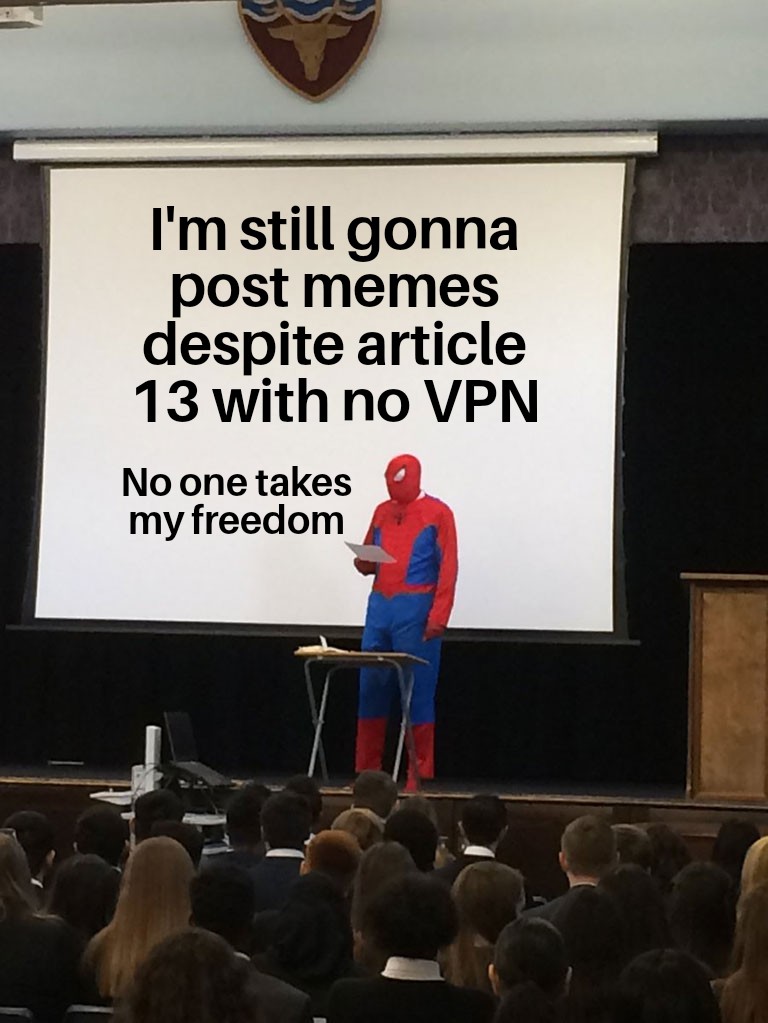 I'm still gonna
post memes
despite article
13 with no VPN
No one takes
my freedom